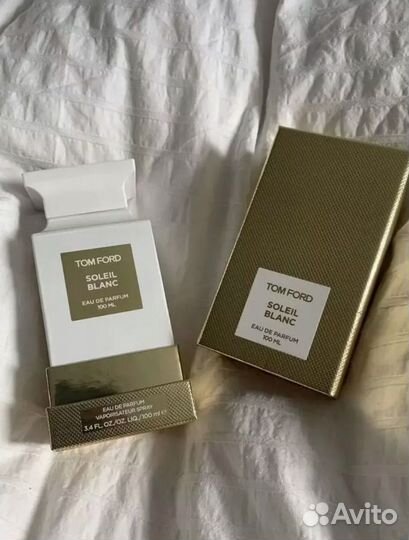 TOM FORD
SOLEIL
BLANC
EAU DE PARFUM
100 ML
EAU DE PARFUM
VAPORISATEUR SPRAY
3.4 FL. OZ./OZ. LIQ./100 ml ℮
TOM FORD
SOLEIL
BLANC
EAU DE PARFUM
100 ML
Avito